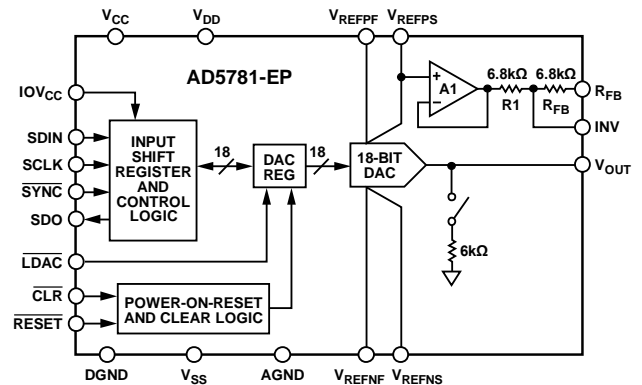 VCC
VDD
VREFPF
VREFPS
AD5781-EP
6.8kΩ
6.8kΩ
A1
R1
RFB
RFB
INV
IOVCC
SDIN
SCLK
SYNC
SDO
INPUT
SHIFT
REGISTER
AND
CONTROL
LOGIC
18
DAC
REG
18
18-BIT
DAC
VOUT
6kΩ
LDAC
CLR
RESET
POWER-ON-RESET
AND CLEAR LOGIC
DGND
VSS
AGND
VREFNF
VREFNS